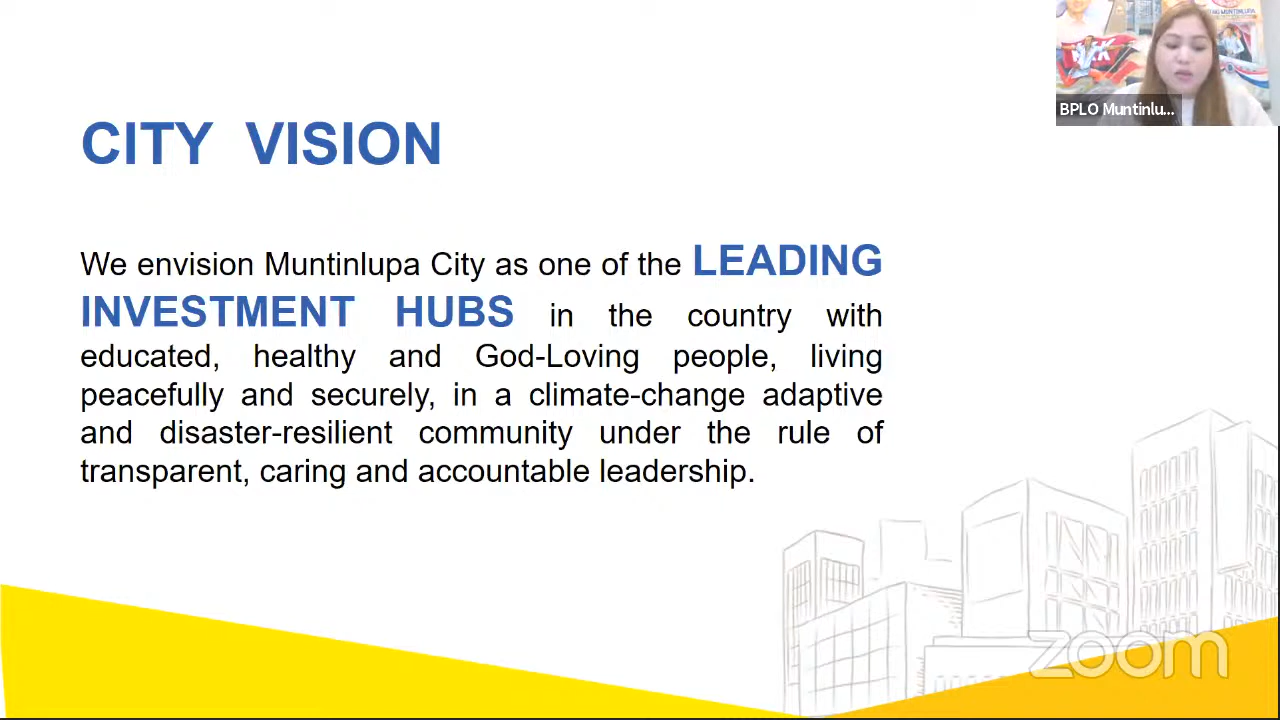 BPLO Muntinlu...
CITY VISION
We envision Muntinlupa City as one of the LEADING
INVESTMENT HUBS in the country with
educated, healthy and God-Loving people, living
peacefully and securely, in a climate-change adaptive
and disaster-resilient community under the rule of
transparent, caring and accountable leadership.
zoom